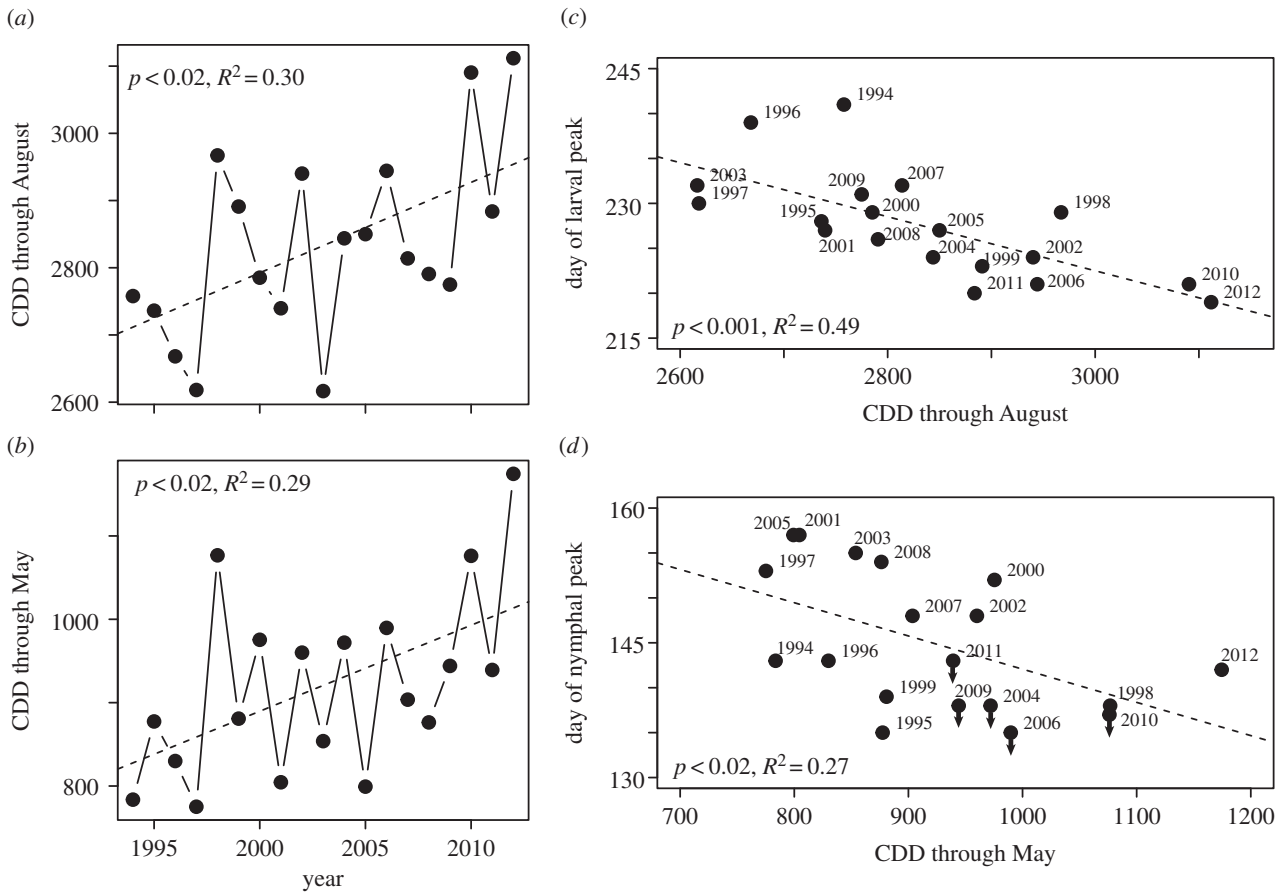 (a)
p < 0.02, R2 = 0.30
CDD through August
3000
2800
2600
(b)
p < 0.02, R2 = 0.29
CDD through May
1000
800
1995 2000 2005 2010
year
(c)
day of larval peak
245
230
215
1994
1996
2003
1997
2007
2009
2000
1995
2001
2008
2005
2004
1998
2002
1999
2011
2006
2010
2012
p < 0.001, R2 = 0.49
2600 2800 3000
CDD through August
(d)
day of nymphal peak
160
145
130
2005 2001
2003
2008
1997
2000
2007
2002
1994
1996
2011
2012
1999
2009
2004
1998
1995
2006
2010
p < 0.02, R2 = 0.27
700 800 900 1000 1100 1200
CDD through May